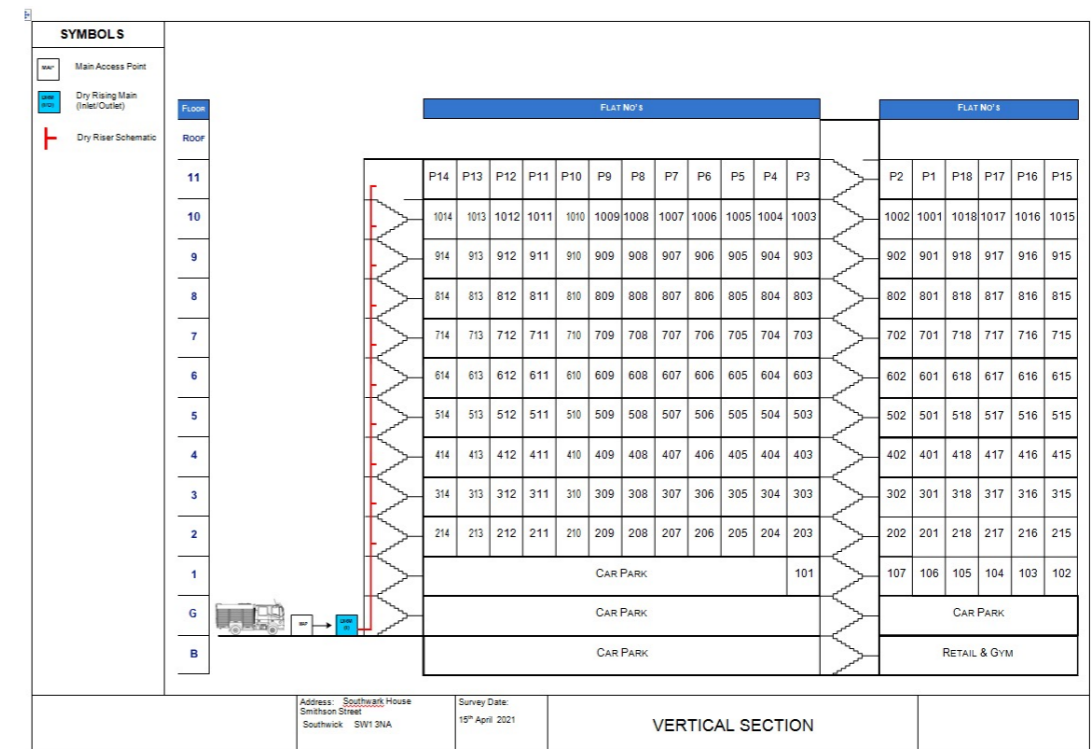 SYMBOLS
Main Access Point
Dry Rising Main
(Inlet/Outlet)
Dry Riser Schematic
FLOOR FLAT NO'S FLAT NO'S
ROOF
11 P14 P13 P12 P11 P10 P9 P8 P7 P6 P5 P4 P3 P2 P1 P18 P17 P16 P15
10 1014 1013 1012 1011 1010 1009 1008 1007 1006 1005 1004 1003 1002 1001 1018 1017 1016 1015
9 914 913 912 911 910 909 908 907 906 905 904 903 902 901 918 917 916 915
8 814 813 812 811 810 809 808 807 806 805 804 803 802 801 818 817 816 815
7 714 713 712 711 710 709 708 707 706 705 704 703 702 701 718 717 716 715
6 614 613 612 611 610 609 608 607 606 605 604 603 602 601 618 617 616 615
5 514 513 512 511 510 509 508 507 506 505 504 503 502 501 518 517 516 515
4 414 413 412 411 410 409 408 407 406 405 404 403 402 401 418 417 416 415
3 314 313 312 311 310 309 308 307 306 305 304 303 302 301 318 317 316 315
2 214 213 212 211 210 209 208 207 206 205 204 203 202 201 218 217 216 215
1 CAR PARK 101 107 106 105 104 103 102
G CAR PARK CAR PARK
B CAR PARK RETAIL & GYM
Address: Southwark House
Smithson Street
Southwick SW1 3NA
Survey Date:
15th April 2021
VERTICAL SECTION